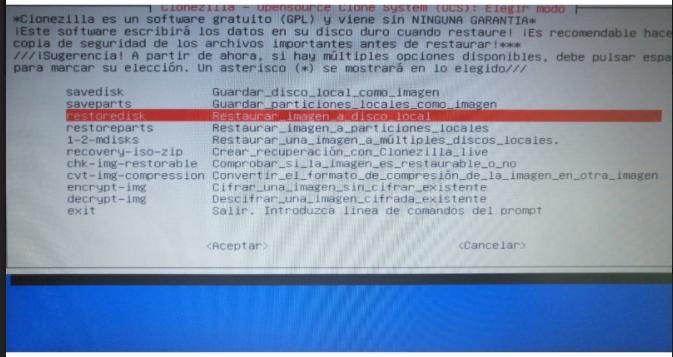 Clonezilla - Opensource Clone System (OCS): Elegir modo
*Clonezilla es un software gratuito (GPL) y viene sin NINGUNA GARANTIA*
¡Este software escribirá los datos en su disco duro cuando restaure! ¡Es recomendable hace
copia de seguridad de los archivos importantes antes de restaurar!***
///¡Sugerencia! A partir de ahora, si hay múltiples opciones disponibles, debe pulsar espa
para marcar su elección. Un asterisco (*) se mostrará en lo elegido///
savedisk Guardar_disco_local_como_imagen
saveparts Guardar_particiones_locales_como_imagen
restoredisk Restaurar_imagen_a_disco_local
restoreparts Restaurar_imagen_a_particiones_locales
1-2-mdisks Restaurar_una_imagen_a_múltiples_discos_locales.
recovery-iso-zip Crear_recuperación_con_Clonezilla_live
chk-img-restorable Comprobar_si_la_imagen_es_restaurable_o_no
cvt-img-compression Convertir_el_formato_de_compresión_de_la_imagen_en_otra_imagen
encrypt-img Cifrar_una_imagen_sin_cifrar_existente
decrypt-img Descifrar_una_imagen_cifrada_existente
exit Salir. Introduzca línea de comandos del prompt
<Aceptar> <Cancelar>